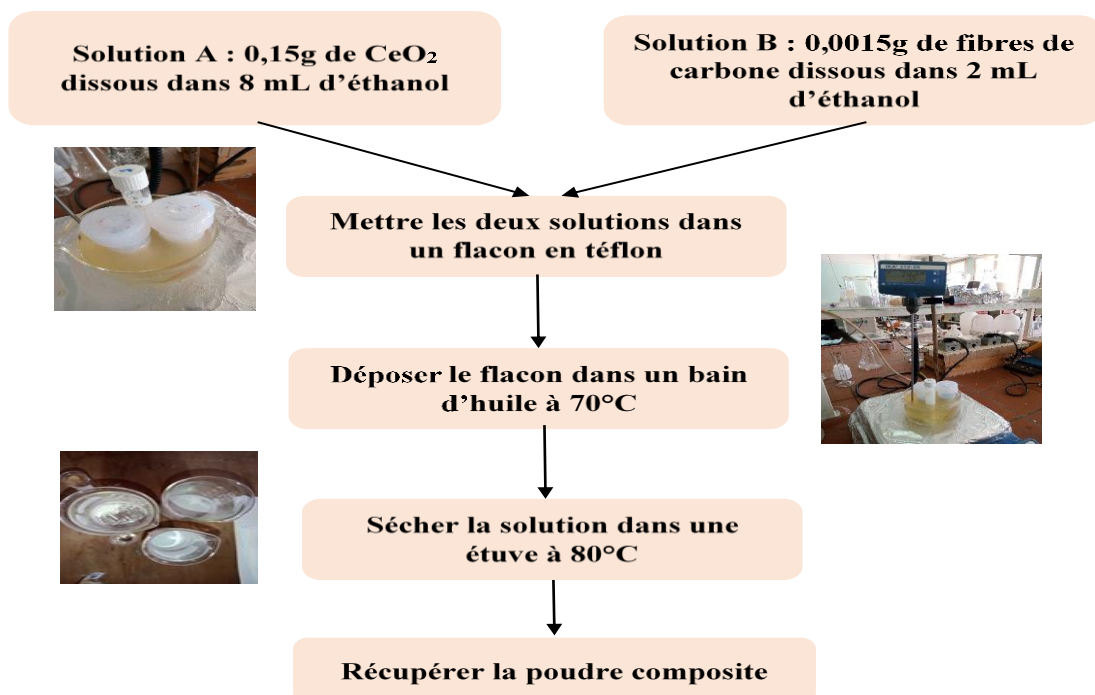 Solution A : 0,15g de CeO₂
dissous dans 8 mL d’éthanol
Solution B : 0,0015g de fibres de
carbone dissous dans 2 mL
d’éthanol
Mettre les deux solutions dans
un flacon en téflon
Déposer le flacon dans un bain
d’huile à 70°C
Sécher la solution dans une
étuve à 80°C
Récupérer la poudre composite